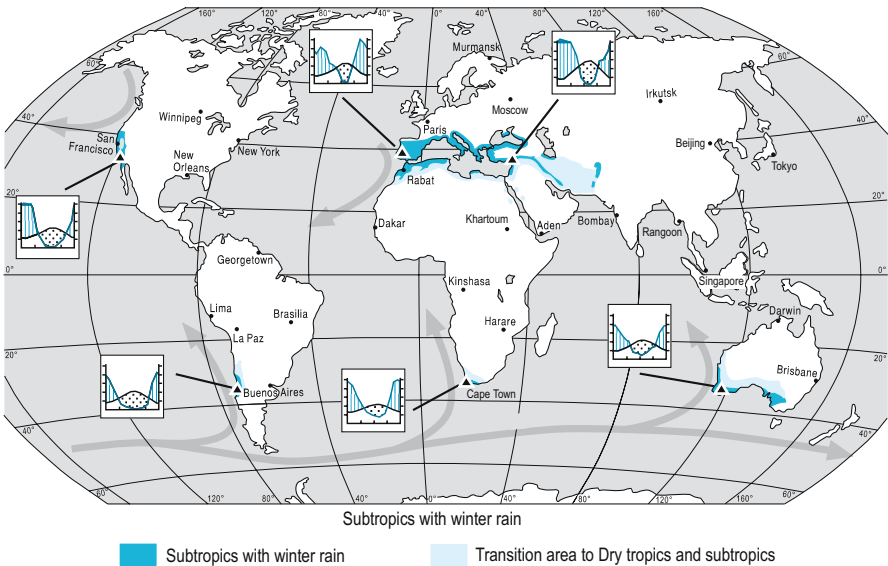 160°
120°
80°
40°
0°
40°
80°
120°
160°
60°
60°
Murmansk
Irkutsk
Moscow
Winnipeg
40°
40°
Paris
San
Francisco
New York
Beijing
Tokyo
New
Orleans
Rabat
20°
20°
Dakar
Khartoum
Aden
Bombay
Rangoon
Georgetown
0°
0°
Singapore
Kinshasa
Lima
Brasilia
Darwin
Harare
La Paz
20°
20°
Brisbane
Buenos Aires
Cape Town
40°
40°
60°
120°
80°
40°
0°
40°
80°
120°
160°
60°
Subtropics with winter rain
Subtropics with winter rain
Transition area to Dry tropics and subtropics